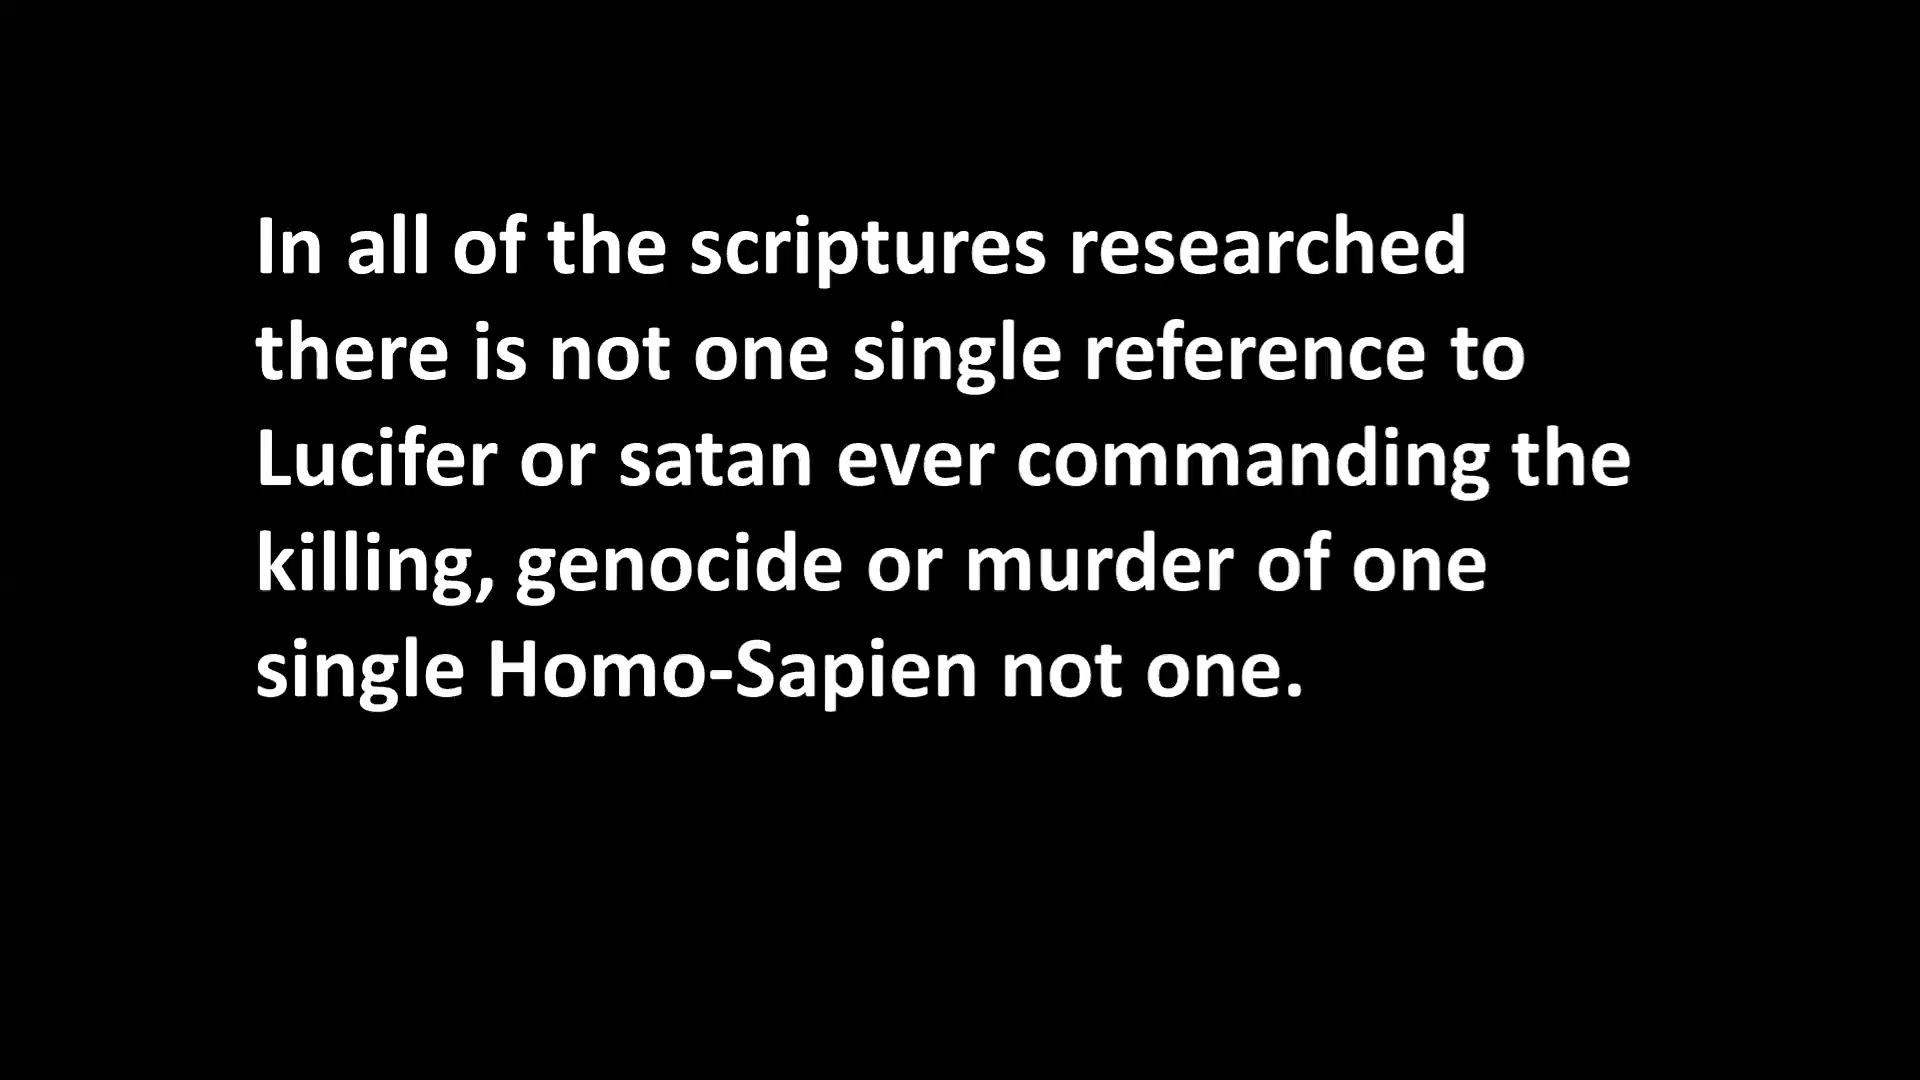 In all of the scriptures researched
there is not one single reference to
Lucifer or satan ever commanding the
killing, genocide or murder of one
single Homo-Sapien not one.